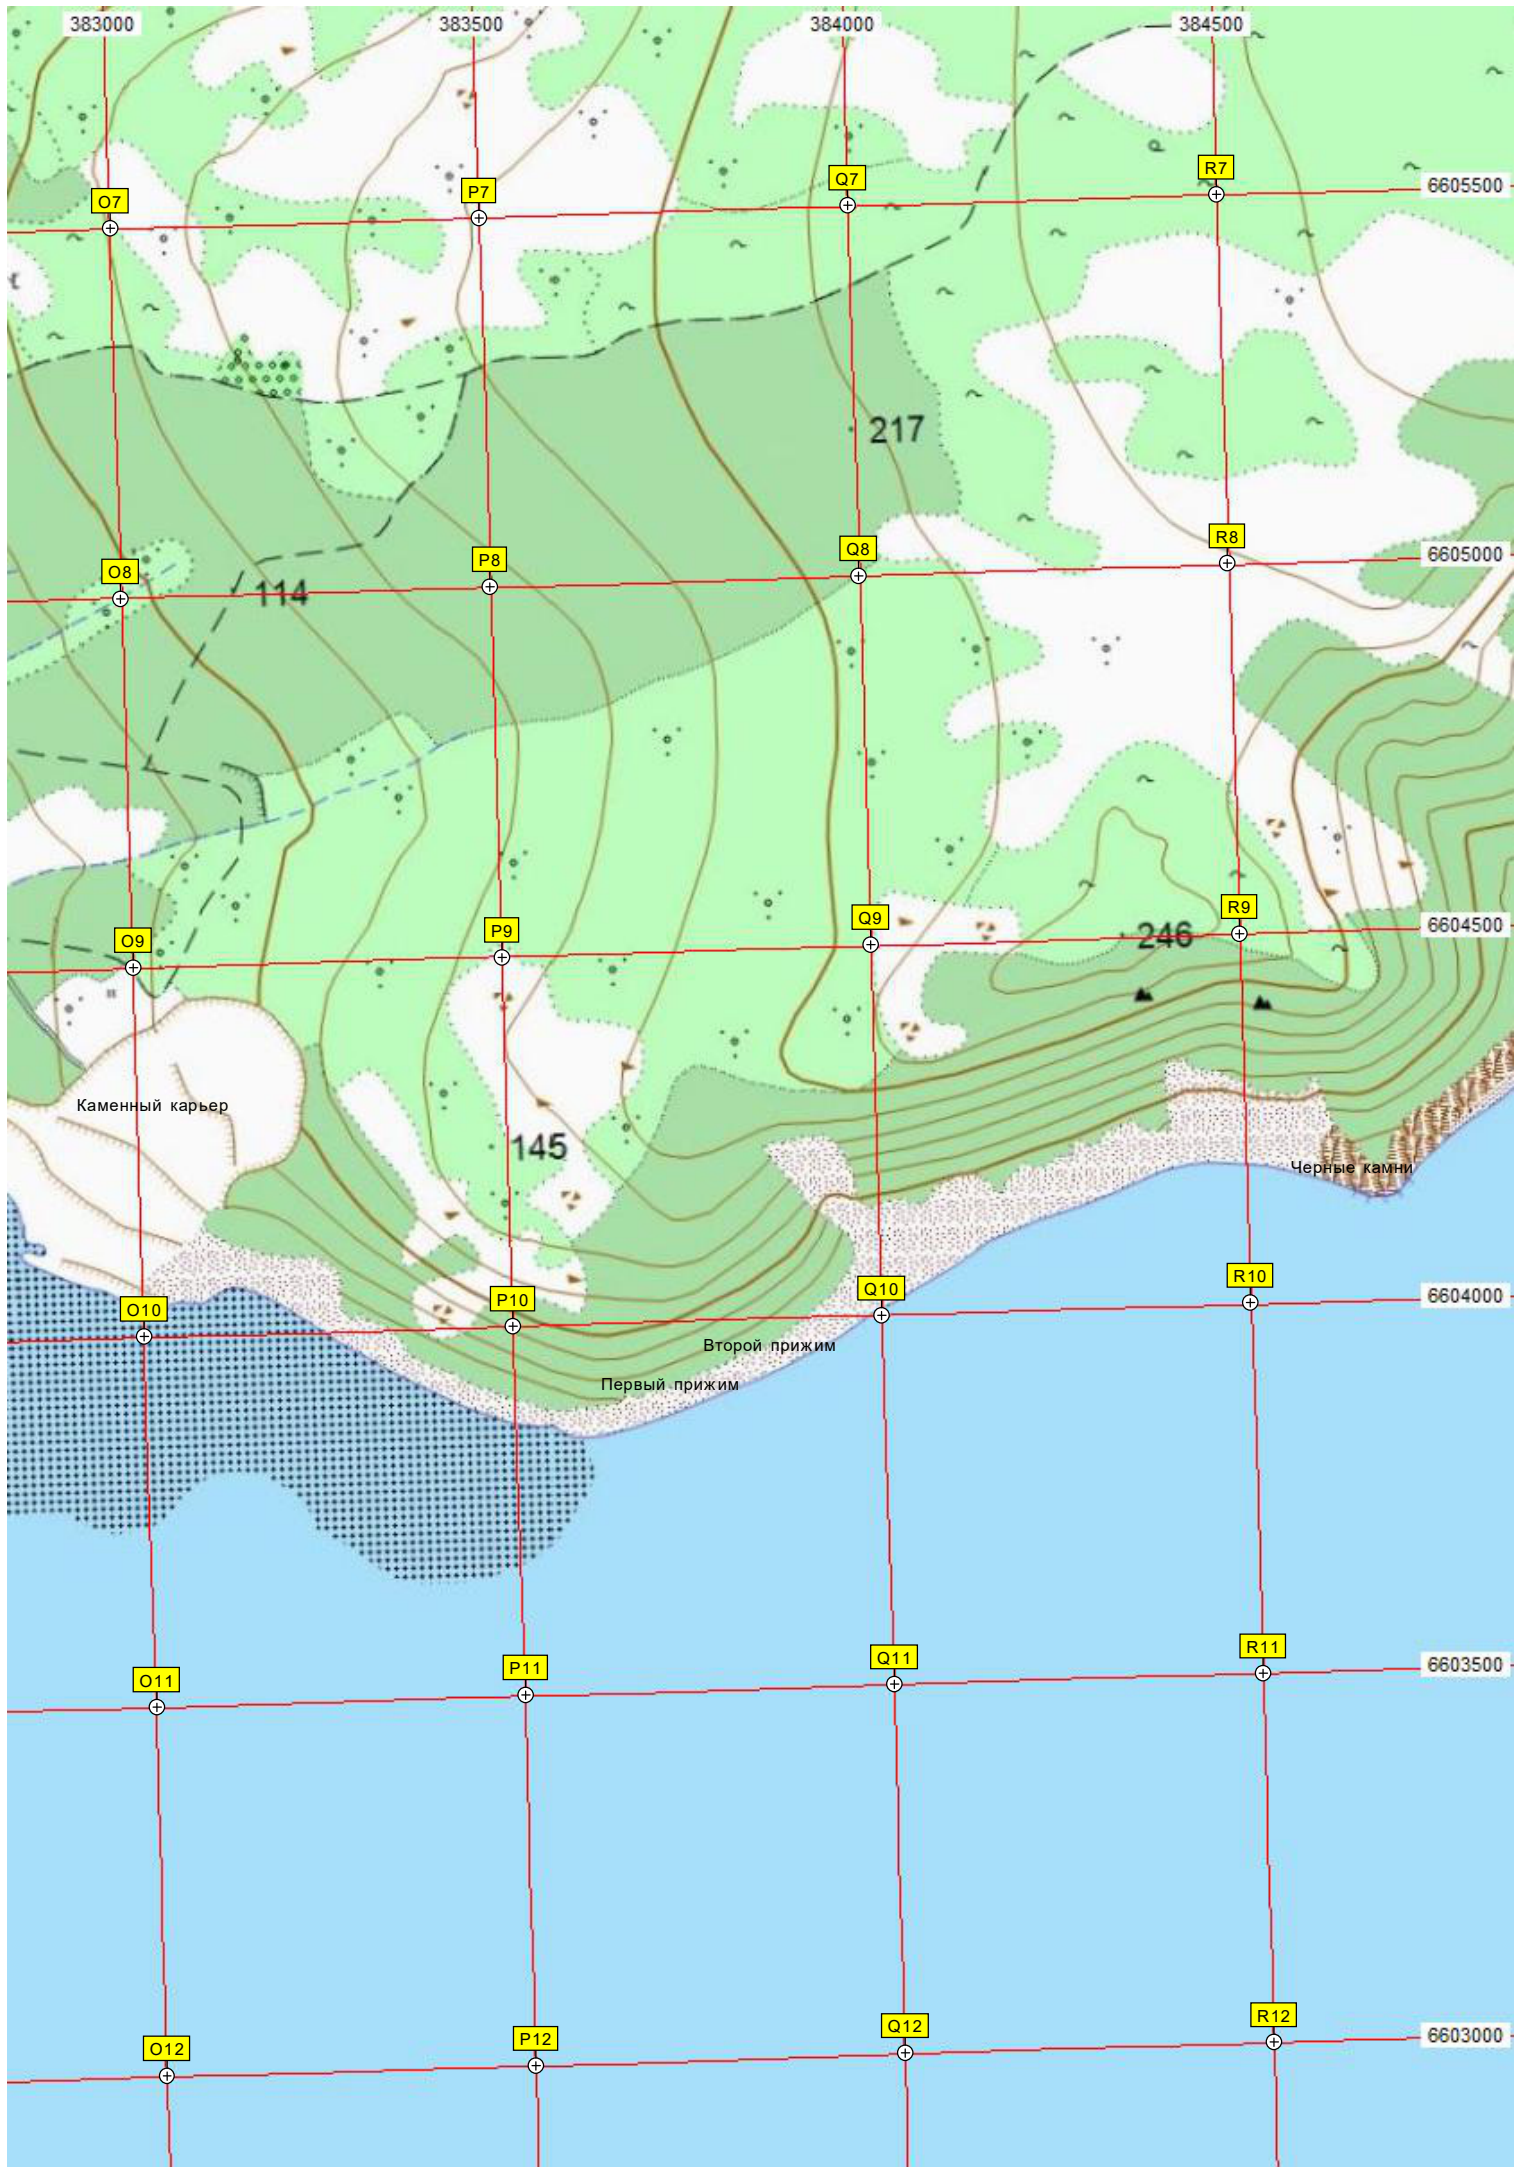 383000 383500 384000 384500
O7 P7 Q7 R7 6605500
217
O8 P8 Q8 R8 6605000
114
O9 P9 Q9 R9 6604500
246
Каменный карьер
145
Черные камни
O10 P10 Q10 R10 6604000
Второй прижим
Первый прижим
O11 P11 Q11 R11 6603500
O12 P12 Q12 R12 6603000